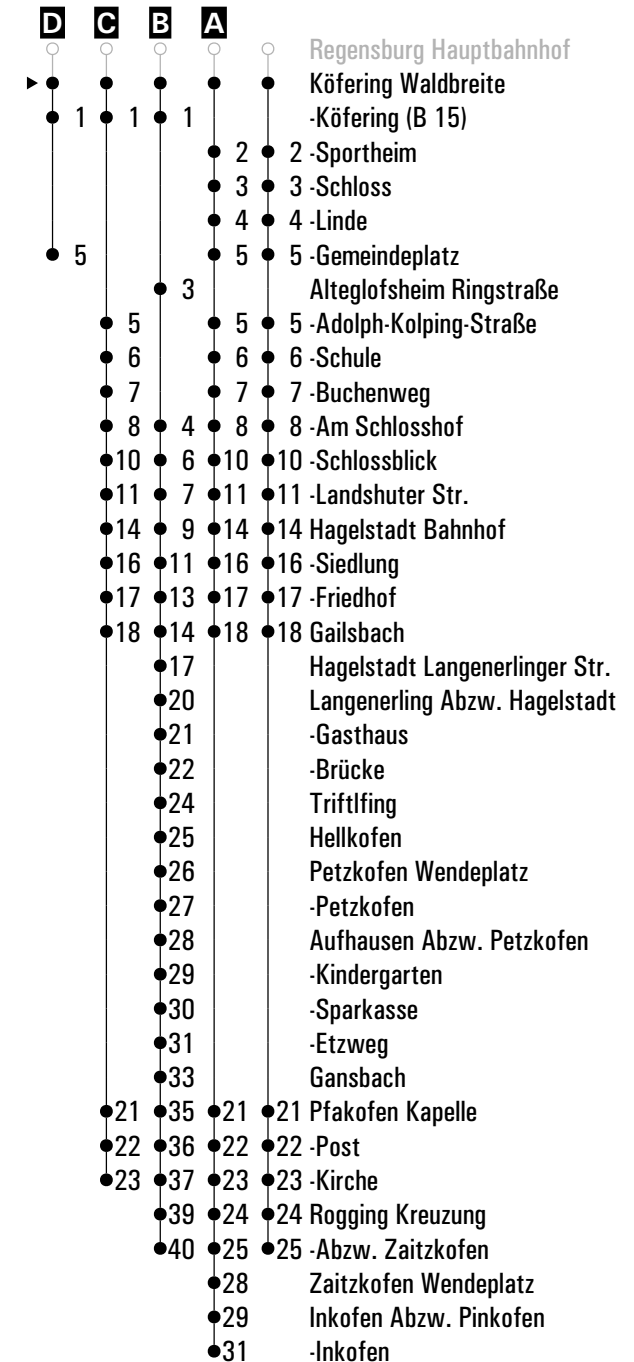 D C B A
Regensburg Hauptbahnhof
Köfering Waldbreite
1 1 1 -Köfering (B 15)
2 2 -Sportheim
3 3 -Schloss
4 4 -Linde
5 5 5 -Gemeindeplatz
3 Alteglofsheim Ringstraße
5 5 5 -Adolph-Kolping-Straße
6 6 6 -Schule
7 7 7 -Buchenweg
8 4 8 8 -Am Schlosshof
10 6 10 10 -Schlossblick
11 7 11 11 -Landshuter Str.
14 9 14 14 Hagelstadt Bahnhof
16 11 16 16 -Siedlung
17 13 17 17 -Friedhof
18 14 18 18 Gailsbach
17 Hagelstadt Langenerlinger Str.
20 Langenerling Abzw. Hagelstadt
21 -Gasthaus
22 -Brücke
24 Triftlfing
25 Hellkofen
26 Petzkofen Wendeplatz
27 -Petzkofen
28 Aufhausen Abzw. Petzkofen
29 -Kindergarten
30 -Sparkasse
31 -Etzweg
33 Gansbach
21 35 21 21 Pfakofen Kapelle
22 36 22 22 -Post
23 37 23 23 -Kirche
39 24 24 Rogging Kreuzung
40 25 25 -Abzw. Zaitzkofen
28 Zaitzkofen Wendeplatz
29 Inkofen Abzw. Pinkofen
31 -Inkofen